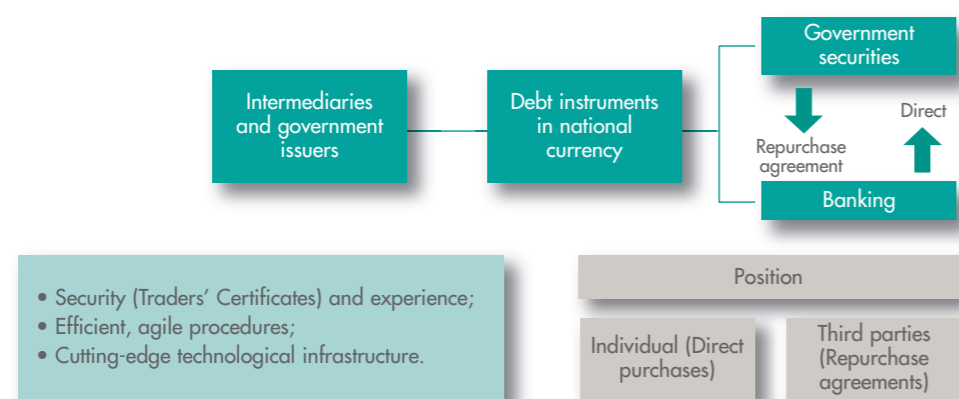 Government
securities
Intermediaries
and government
issuers
Debt instruments
in national
currency
Direct
Repurchase
agreement
Banking
• Security (Traders’ Certificates) and experience;
• Efficient, agile procedures;
• Cutting-edge technological infrastructure.
Position
Individual (Direct
purchases)
Third parties
(Repurchase
agreements)